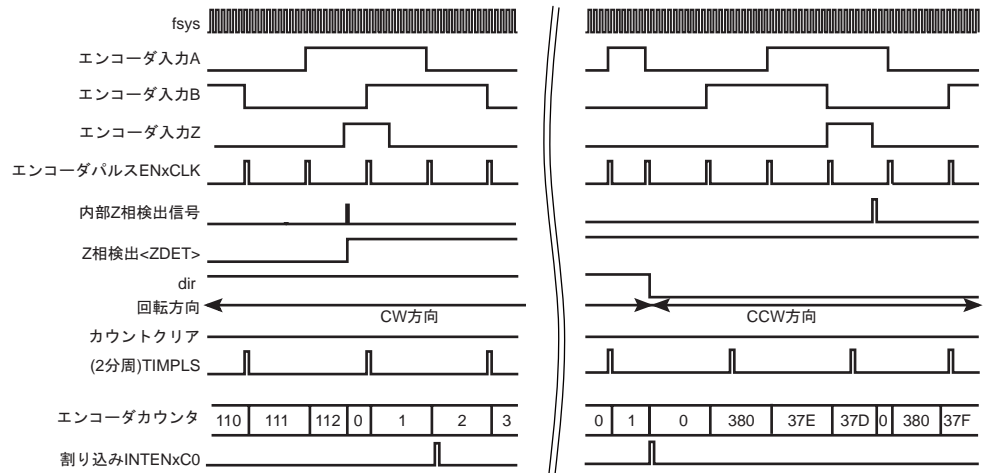 fsys
エンコーダ入力A
エンコーダ入力B
エンコーダ入力Z
エンコーダパルスENxCLK
内部Z相検出信号
Z相検出<ZDET>
dir
回転方向
CW方向
CCW方向
カウントクリア
(2分周)TIMPLS
エンコーダカウンタ 110 111 112 0 1 2 3 0 1 0 380 37E 37D 0 380 37F
割り込みINTENxC0